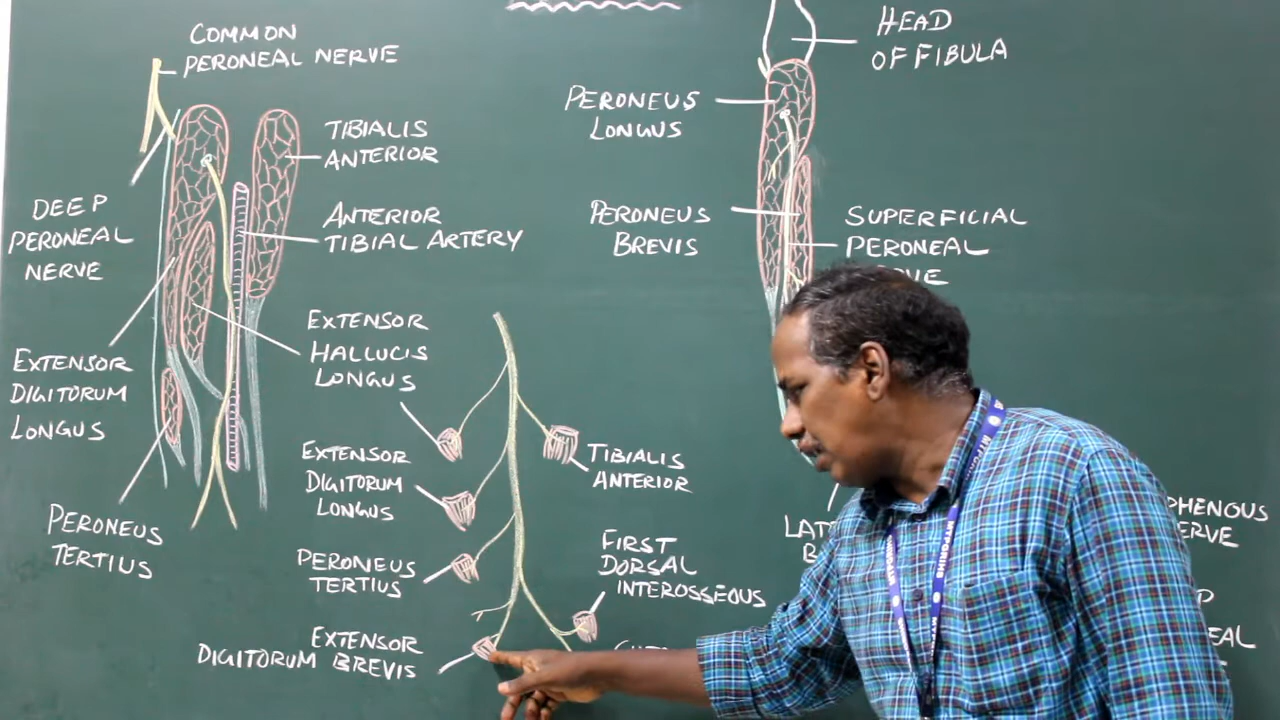 COMMON
PERONEAL NERVE
TIBIALIS
ANTERIOR
DEEP
PERONEAL
NERVE
ANTERIOR
TIBIAL ARTERY
EXTENSOR
HALLUCIS
LONGUS
EXTENSOR
DIGITORUM
LONGUS
PERONEUS
TERTIUS
EXTENSOR
DIGITORUM
LONGUS
PERONEUS
TERTIUS
EXTENSOR
DIGITORUM BREVIS
TIBIALIS
ANTERIOR
FIRST
DORSAL
INTEROSSEOUS
HEAD
OF FIBULA
PERONEUS
LONGUS
PERONEUS
BREVIS
SUPERFICIAL
PERONEAL